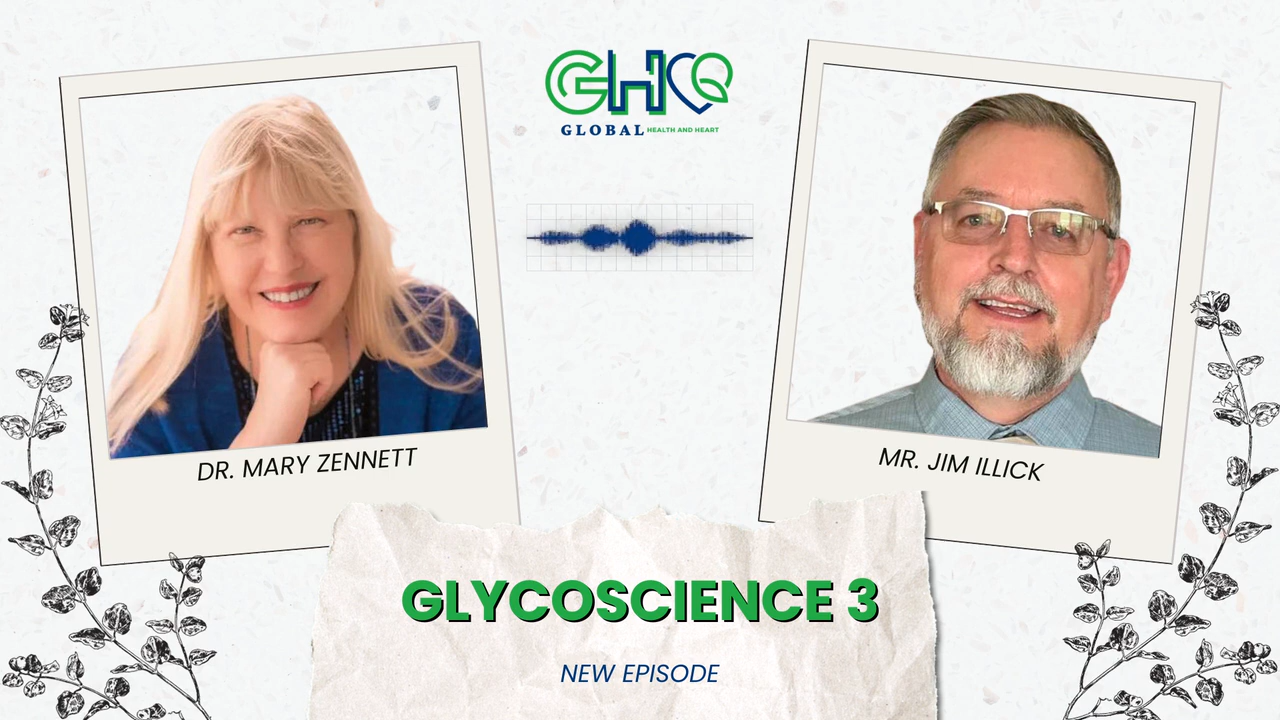 GHQ
GLOBAL HEALTH AND HEART
DR. MARY ZENNETT
MR. JIM ILLICK
GLYCOSCIENCE 3
NEW EPISODE